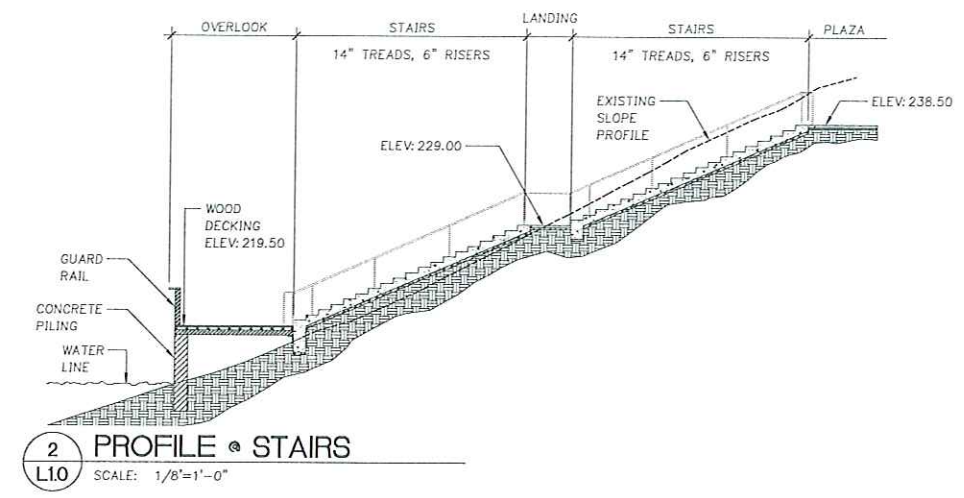 OVERLOOK
STAIRS
LANDING
STAIRS
PLAZA
14" TREADS, 6" RISERS
14" TREADS, 6" RISERS
EXISTING
SLOPE
PROFILE
ELEV: 238.50
ELEV: 229.00
WOOD
DECKING
ELEV: 219.50
GUARD
RAIL
CONCRETE
PILING
WATER
LINE
2
L1.0
PROFILE @ STAIRS
SCALE: 1/8"=1'-0"